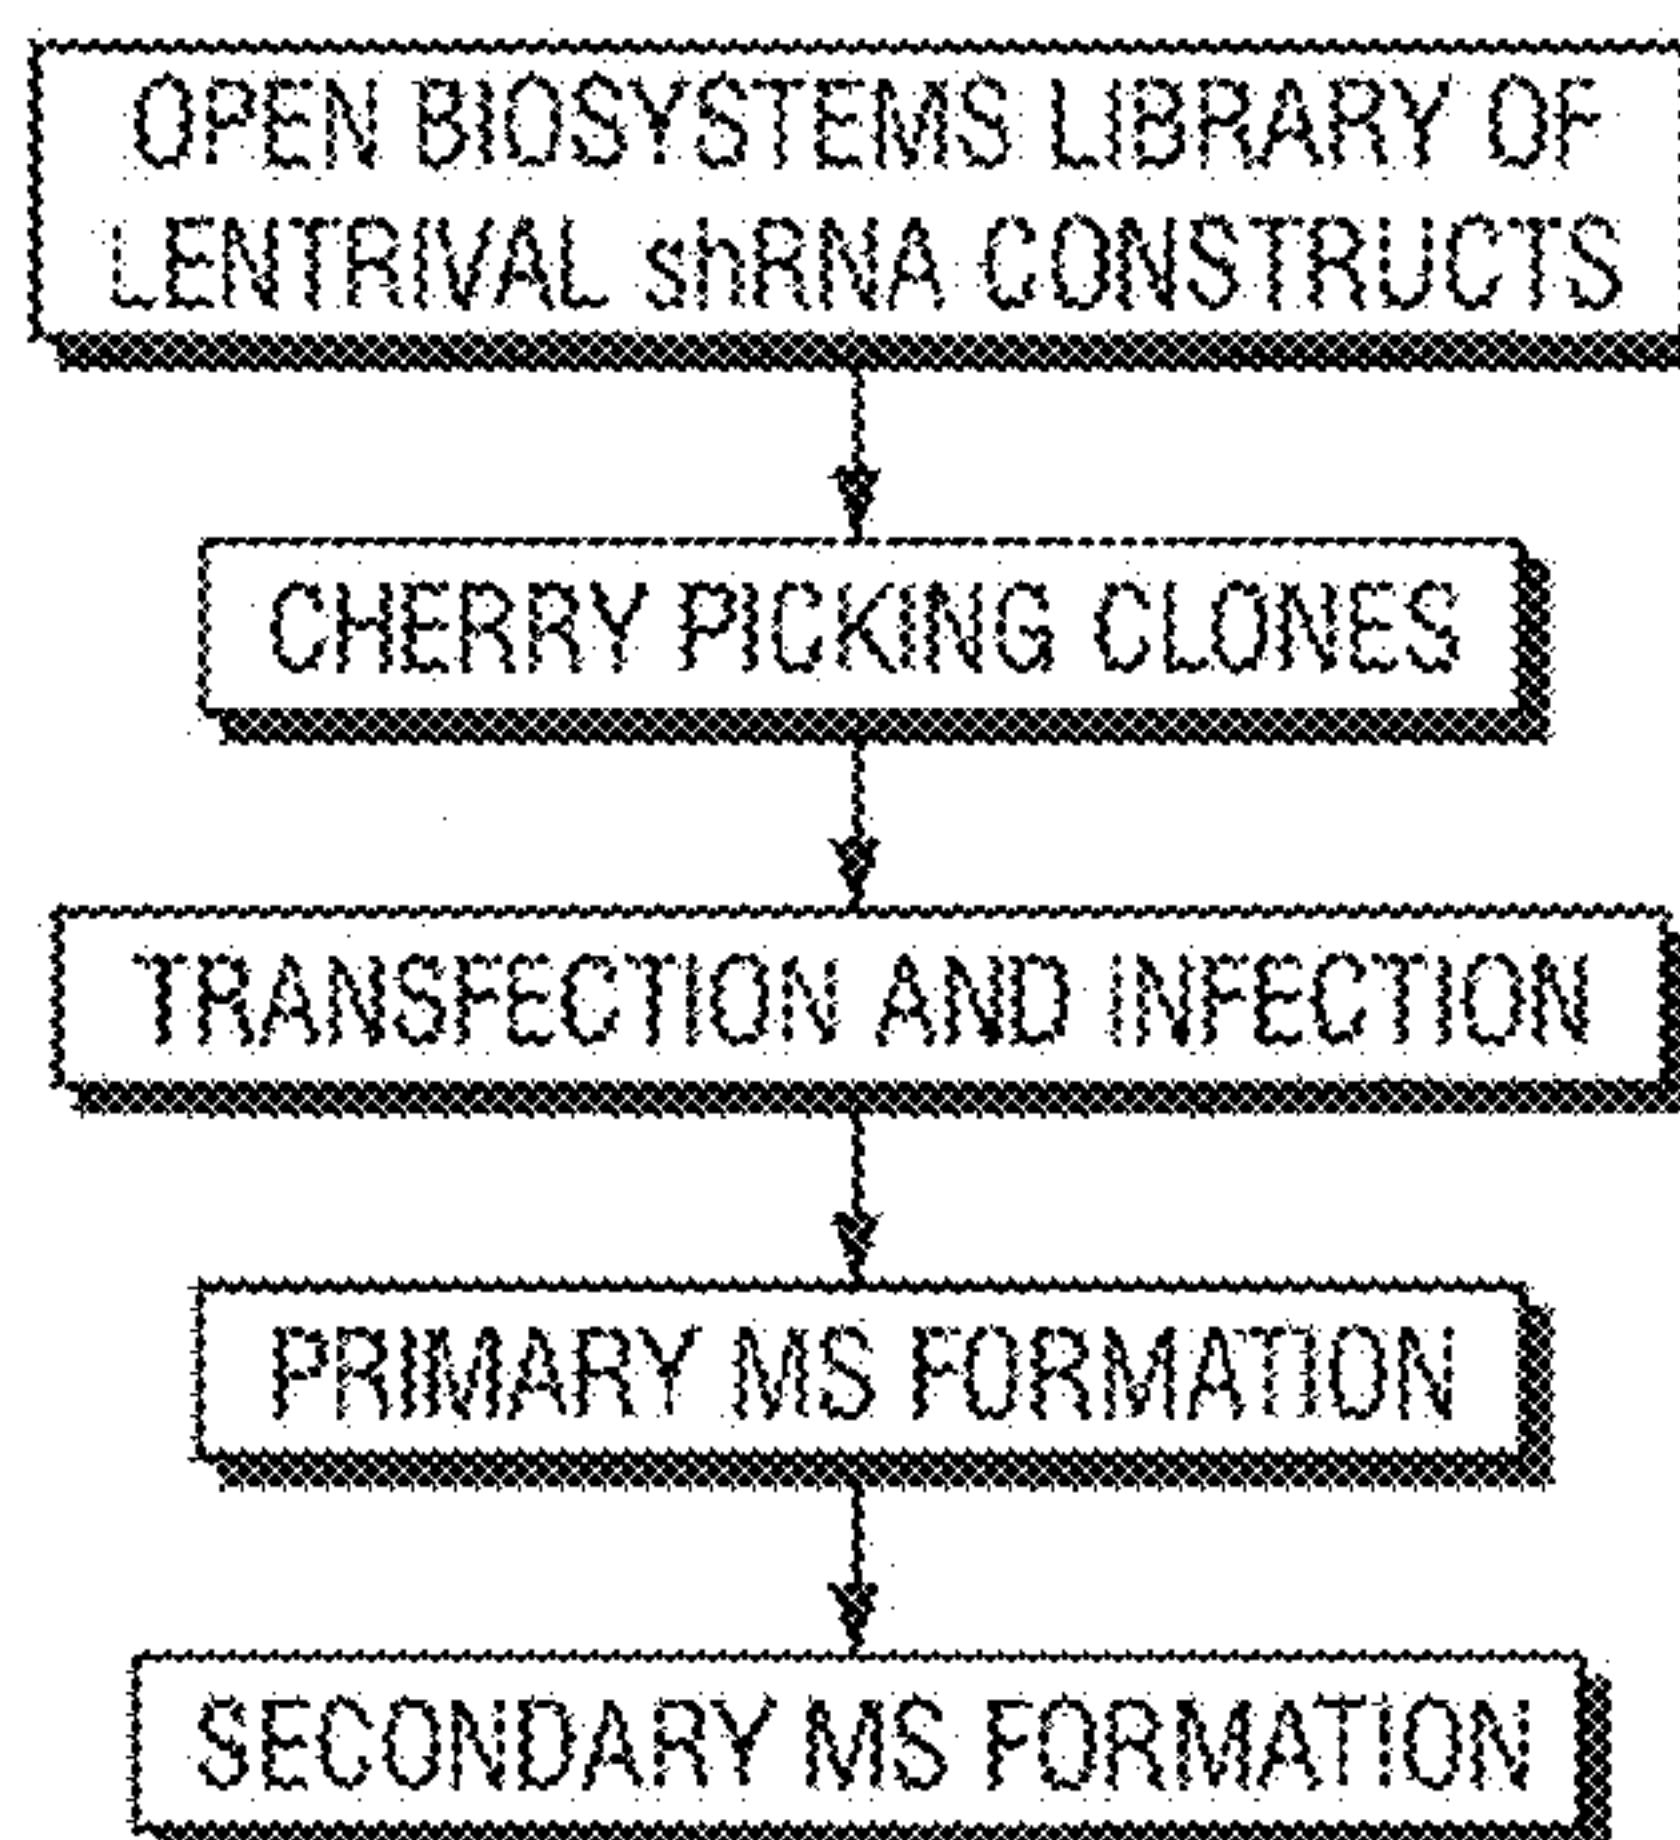 OPEN BIOSYSTEMS LIBRARY OF
LENTRIVAL shRNA CONSTRUCTS
CHERRY PICKING CLONES
TRANSFECTION AND INFECTION
PRIMARY MS FORMATION
SECONDARY MS FORMATION